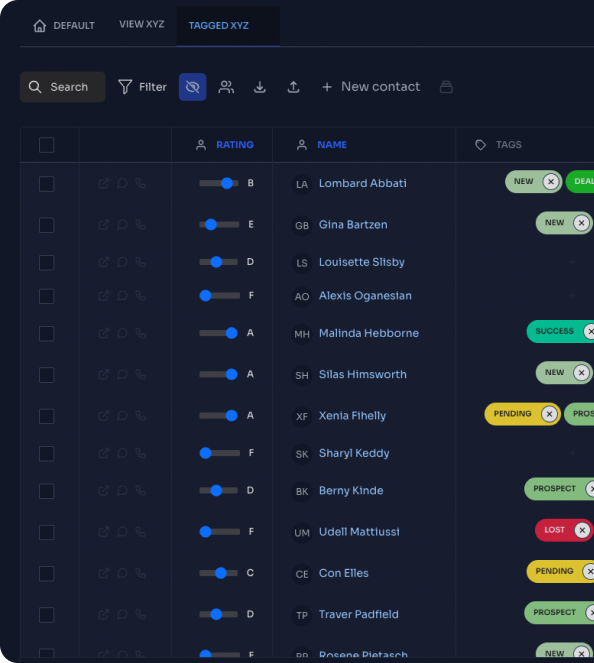 DEFAULT VIEW XYZ TAGGED XYZ
Search Filter New contact
RATING NAME TAGS
B LA Lombard Abbati NEW DEAL
E GB Gina Bartzen NEW
D LS Louisette Slisby
F AO Alexis Oganesian
A MH Malinda Hebborne SUCCESS
A SH Silas Himsworth NEW
A XF Xenia Fihelly PENDING PROS
F SK Sharyl Keddy
D BK Berny Kinde PROSPECT
F UM Udell Mattiussi LOST
C CE Con Elles PENDING
D TP Traver Padfield PROSPECT
F RP Rosene Pietasch NEW